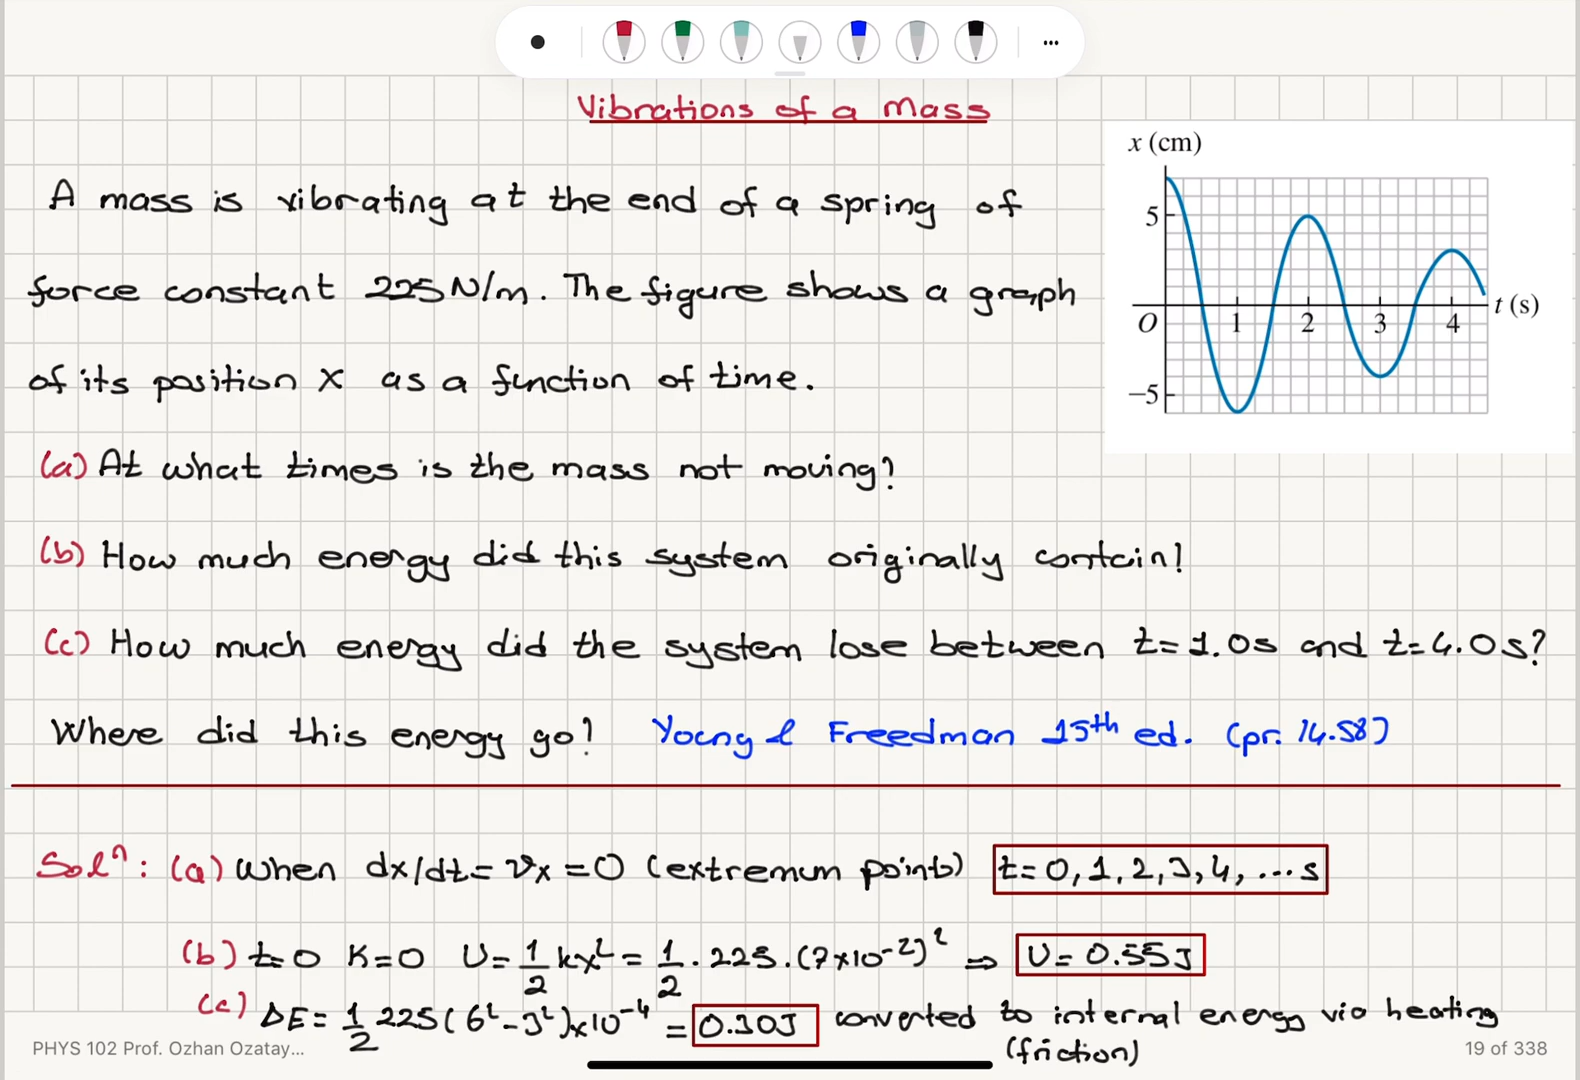 Vibrations of a Mass
A mass is vibrating at the end of a spring of
force constant 225 N/m. The figure shows a graph
of its position x as a function of time.
(a) At what times is the mass not moving?
(b) How much energy did this system originally contain?
(c) How much energy did the system lose between t=1.0s and t=4.0s?
Where did this energy go? Young & Freedman 15th ed. (pr. 14.58)
x (cm)
5
O 1 2 3 4 t (s)
−5
Solⁿ: (a) When dx/dt = vx = 0 (extremum points) t=0,1,2,3,4,...s
(b) t=0 K=0 U=1/2 kx² = 1/2 . 225 . (7x10⁻²)² ⇒ U= 0.55J
(c) ΔE = 1/2 225(6²-3²)x10⁻⁴ = 0.30J converted to internal energy via heating
(friction)
PHYS 102 Prof. Ozhan Ozatay...
19 of 338